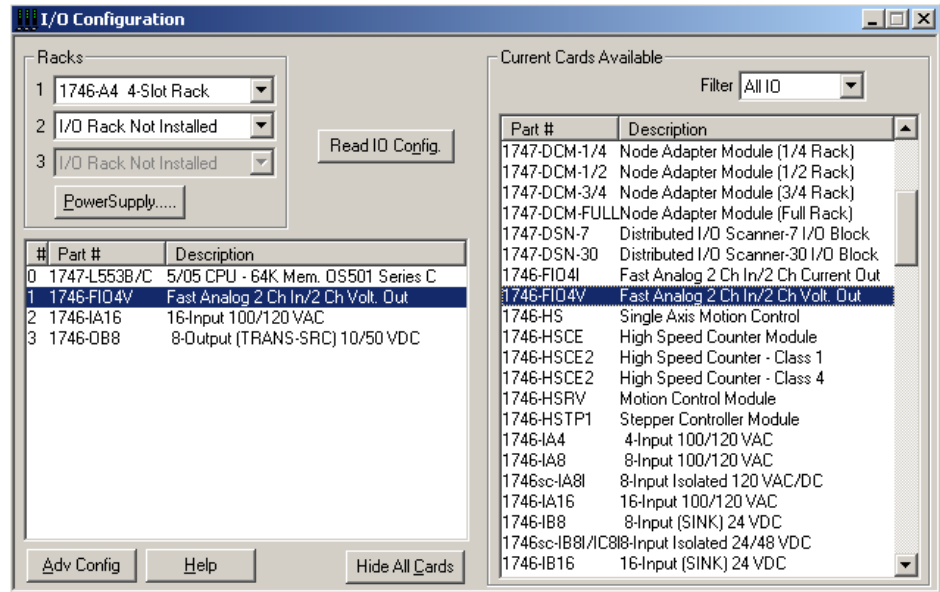 I/O Configuration
Racks
1 1746-A4 4-Slot Rack
2 I/O Rack Not Installed
3 I/O Rack Not Installed
PowerSupply.....
Read IO Config.
# Part # Description
0 1747-L553B/C 5/05 CPU - 64K Mem. OS501 Series C
1 1746-FIO4V Fast Analog 2 Ch In/2 Ch Volt. Out
2 1746-IA16 16-Input 100/120 VAC
3 1746-OB8 8-Output (TRANS-SRC) 10/50 VDC
Adv Config Help Hide All Cards
Current Cards Available
Filter All IO
Part # Description
1747-DCM-1/4 Node Adapter Module (1/4 Rack)
1747-DCM-1/2 Node Adapter Module (1/2 Rack)
1747-DCM-3/4 Node Adapter Module (3/4 Rack)
1747-DCM-FULL Node Adapter Module (Full Rack)
1747-DSN-7 Distributed I/O Scanner-7 I/O Block
1747-DSN-30 Distributed I/O Scanner-30 I/O Block
1746-FIO4I Fast Analog 2 Ch In/2 Ch Current Out
1746-FIO4V Fast Analog 2 Ch In/2 Ch Volt. Out
1746-HS Single Axis Motion Control
1746-HSCE High Speed Counter Module
1746-HSCE2 High Speed Counter - Class 1
1746-HSCE2 High Speed Counter - Class 4
1746-HSRV Motion Control Module
1746-HSTP1 Stepper Controller Module
1746-IA4 4-Input 100/120 VAC
1746-IA8 8-Input 100/120 VAC
1746sc-IA8I 8-Input Isolated 120 VAC/DC
1746-IA16 16-Input 100/120 VAC
1746-IB8 8-Input (SINK) 24 VDC
1746sc-IB8I/IC8I 8-Input Isolated 24/48 VDC
1746-IB16 16-Input (SINK) 24 VDC